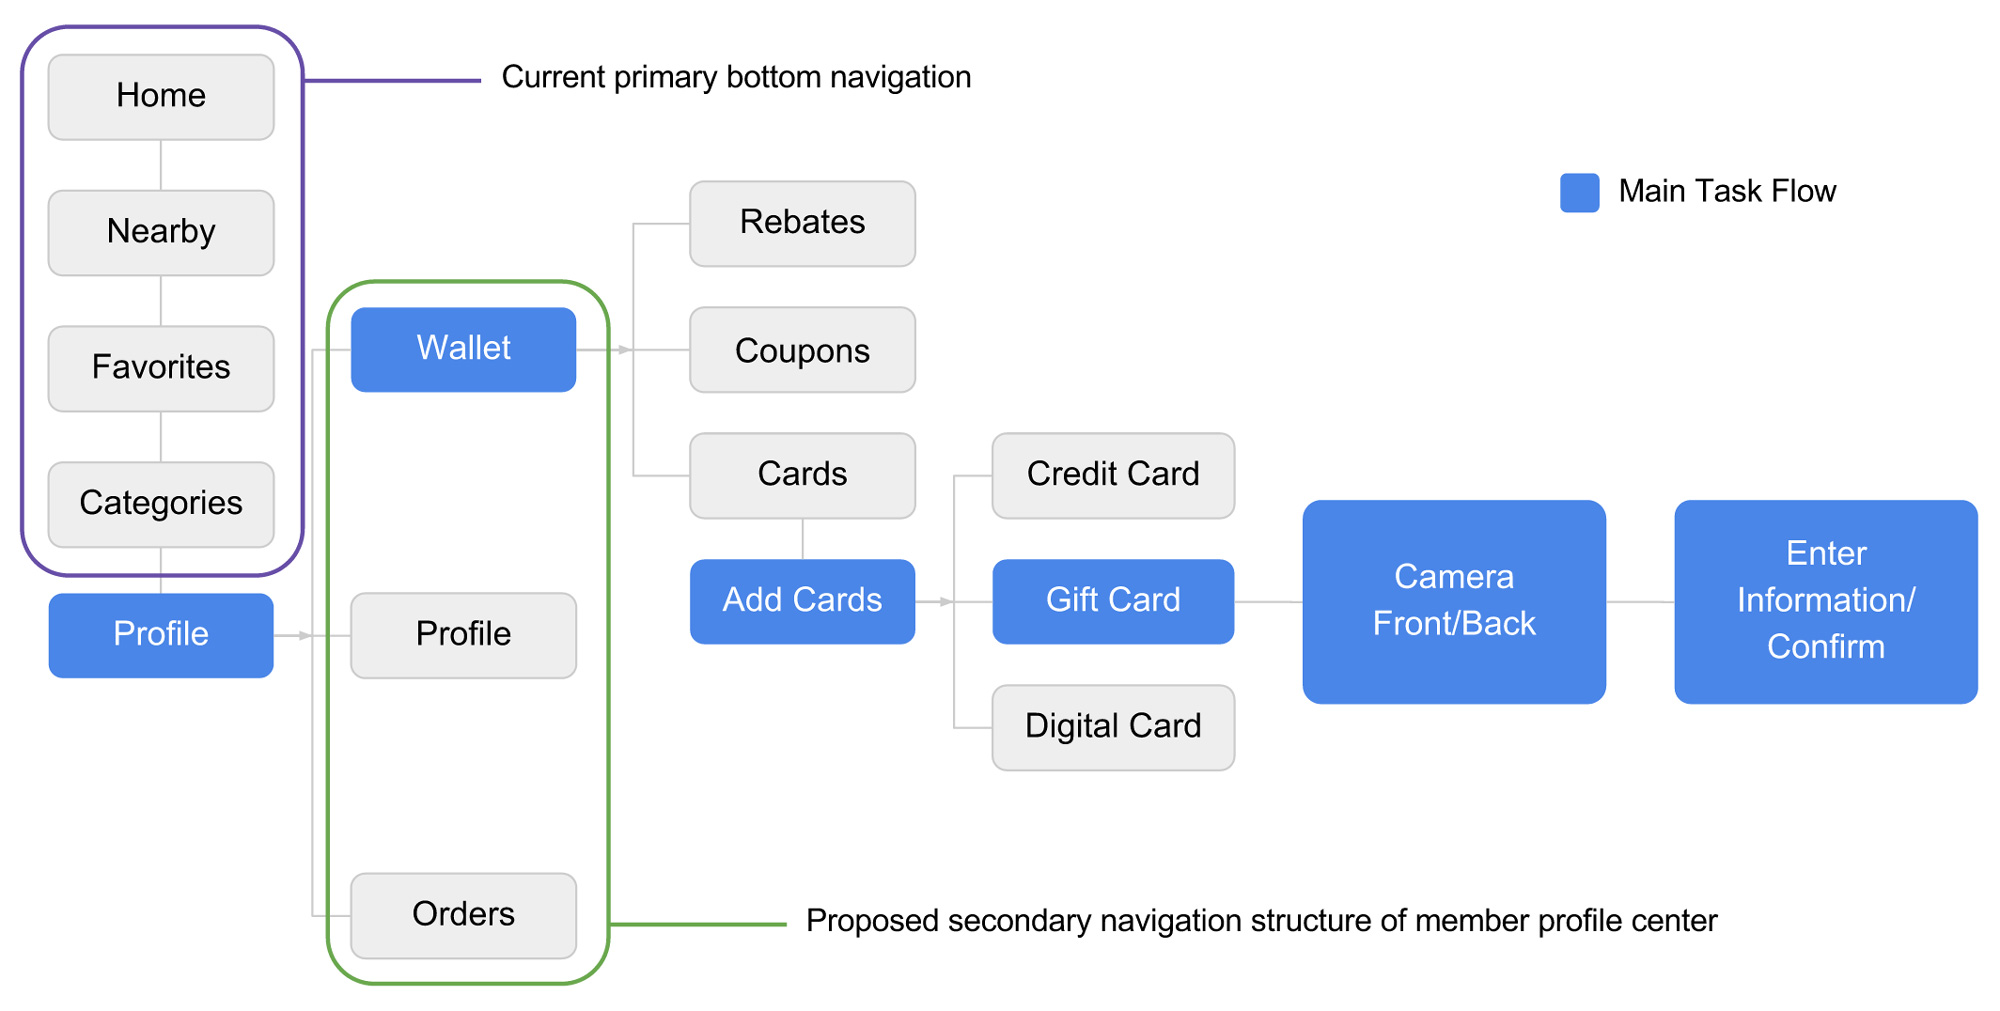 Home
Current primary bottom navigation
Nearby
Favorites
Categories
Profile
Wallet
Profile
Orders
Rebates
Coupons
Cards
Add Cards
Credit Card
Gift Card
Digital Card
Camera
Front/Back
Enter
Information/
Confirm
Main Task Flow
Proposed secondary navigation structure of member profile center